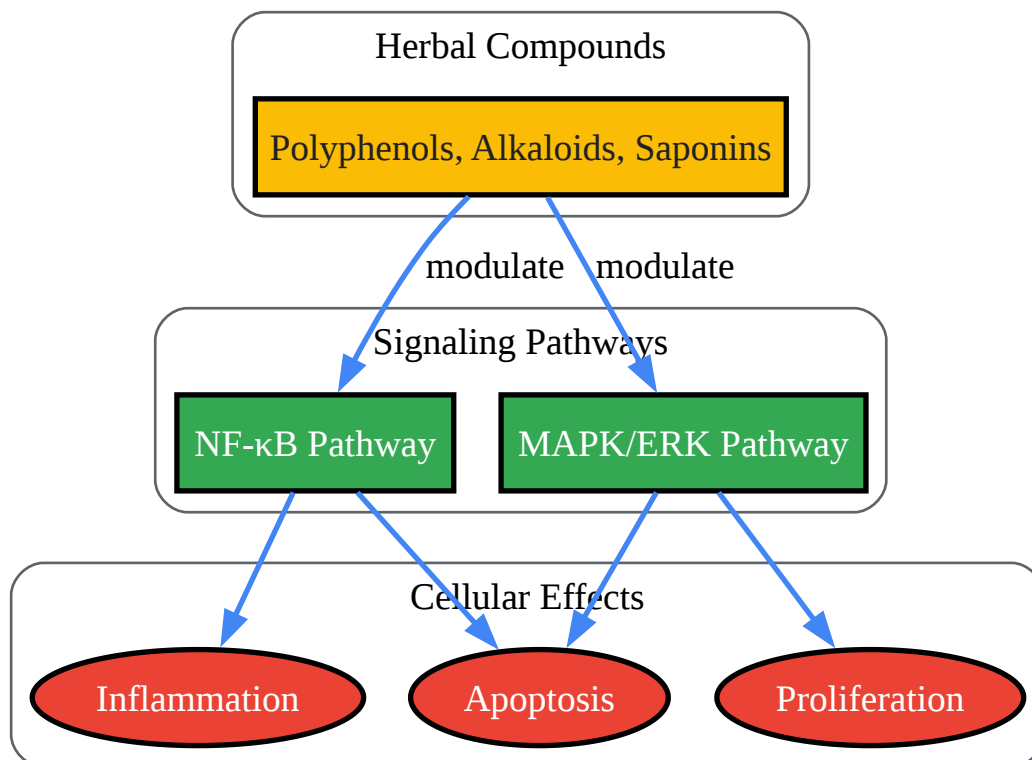 Herbal Compounds
Polyphenols, Alkaloids, Saponins
modulate modulate
Signaling Pathways
NF-κB Pathway MAPK/ERK Pathway
Cellular Effects
Inflammation Apoptosis Proliferation